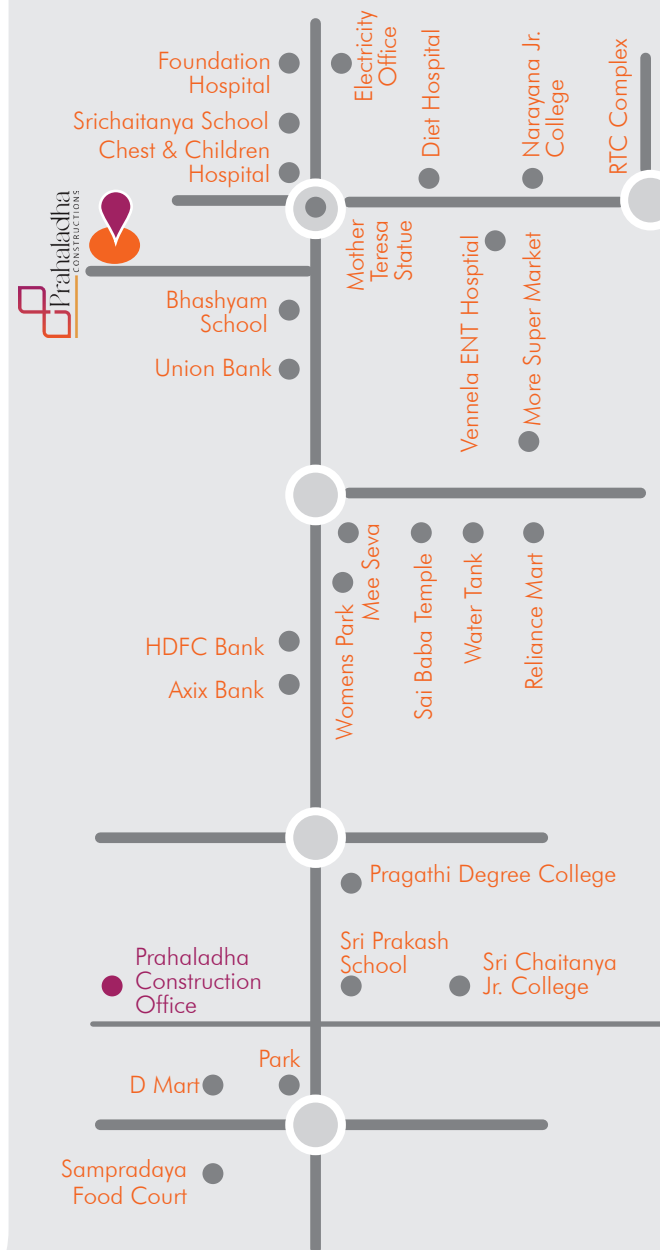 Foundation
Hospital
Electricity
Office
Diet Hospital
Narayana Jr.
College
RTC Complex
Srichaitanya School
Chest & Children
Hospital
Prahaladha
CONSTRUCTIONS
Mother
Teresa
Statue
Vennela ENT Hosptial
More Super Market
Bhashyam
School
Union Bank
Mee Seva
Womens Park
Sai Baba Temple
Water Tank
Reliance Mart
HDFC Bank
Axix Bank
Pragathi Degree College
Sri Prakash
School
Sri Chaitanya
Jr. College
Prahaladha
Construction
Office
Park
D Mart
Sampradaya
Food Court